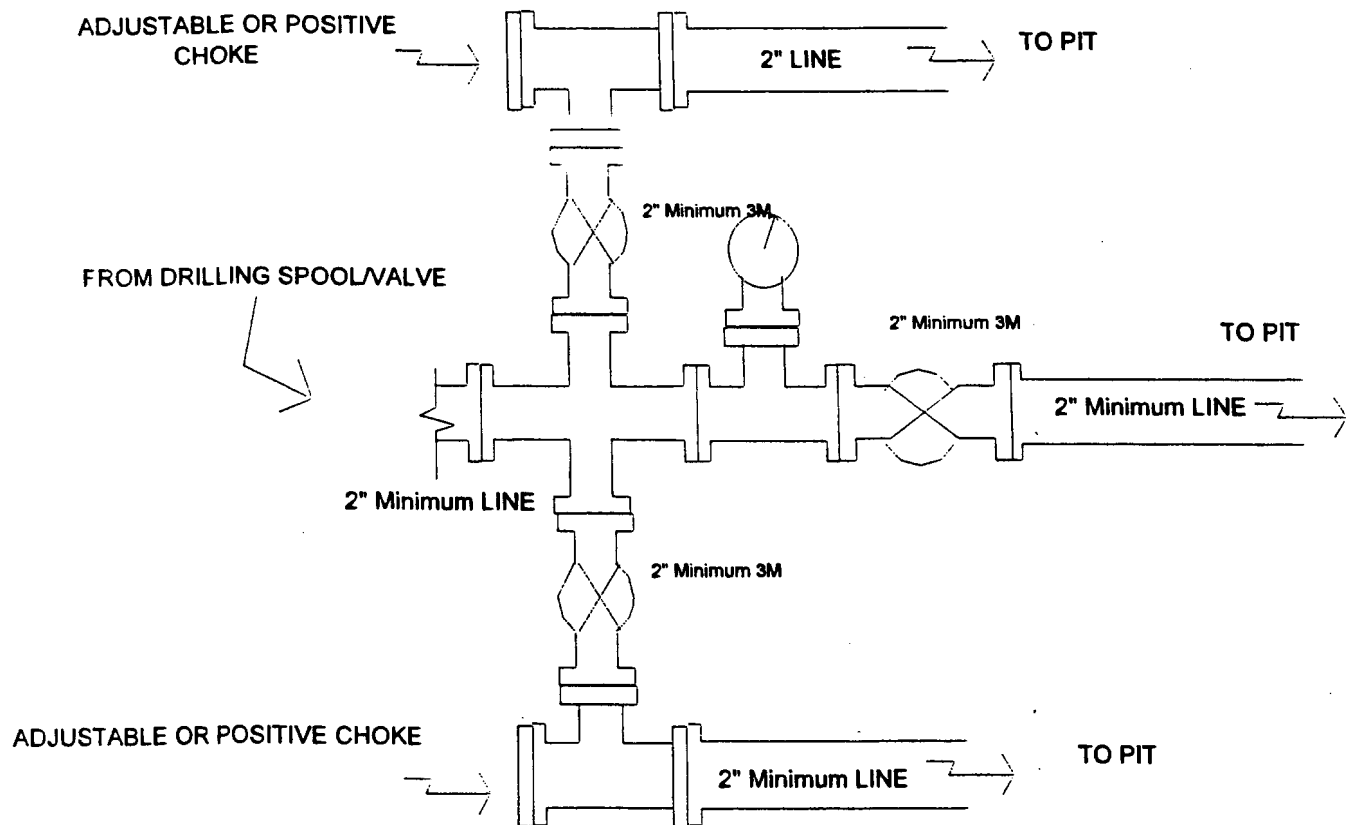 ADJUSTABLE OR POSITIVE
CHOKE
2" LINE
TO PIT
2" Minimum 3M
FROM DRILLING SPOOL/VALVE
2" Minimum 3M
TO PIT
2" Minimum LINE
2" Minimum LINE
2" Minimum 3M
ADJUSTABLE OR POSITIVE CHOKE
2" Minimum LINE
TO PIT